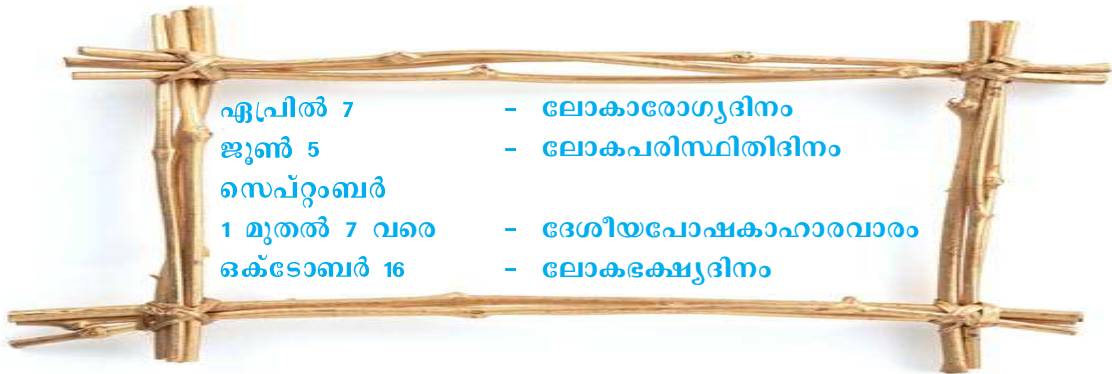 ഏപ്രിൽ 7 - ലോകാരോഗ്യദിനം
ജൂൺ 5 - ലോകപരിസ്ഥിതിദിനം
സെപ്റ്റംബർ
1 മുതൽ 7 വരെ - ദേശീയപോഷകാഹാരവാരം
ഒക്ടോബർ 16 - ലോകഭക്ഷ്യദിനം